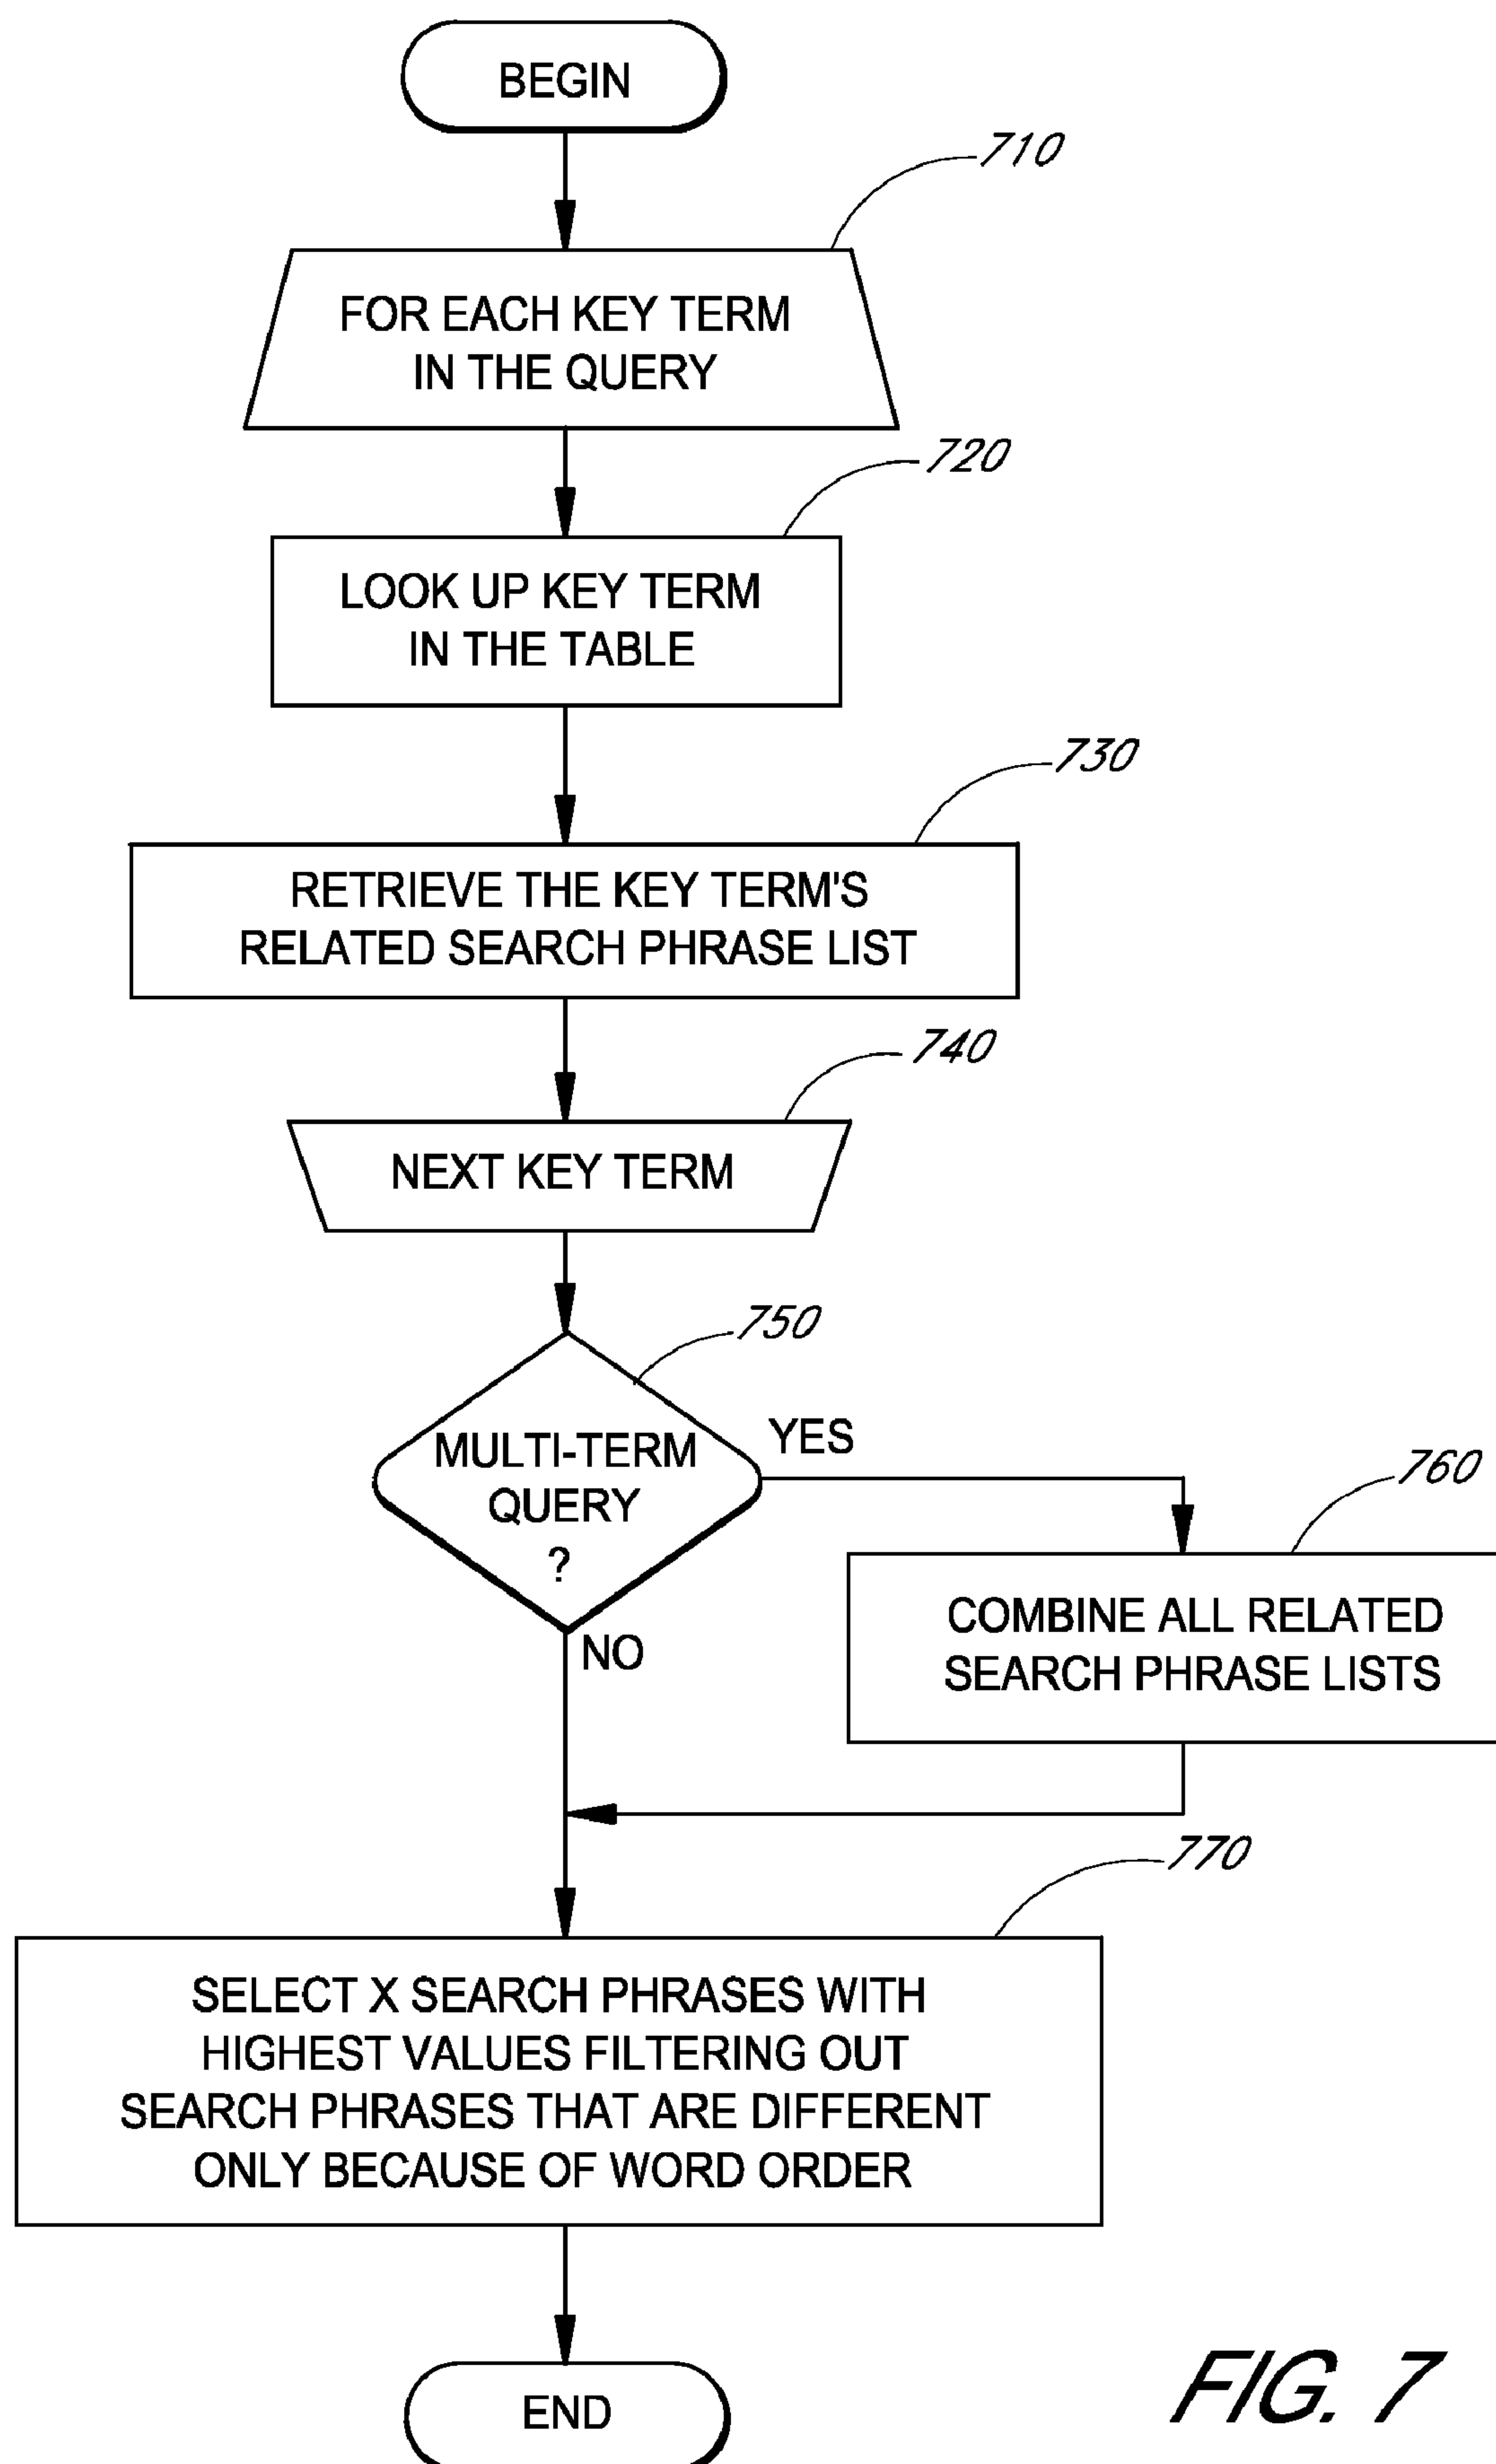 BEGIN
710
FOR EACH KEY TERM
IN THE QUERY
720
LOOK UP KEY TERM
IN THE TABLE
730
RETRIEVE THE KEY TERM'S
RELATED SEARCH PHRASE LIST
740
NEXT KEY TERM
750
MULTI-TERM
QUERY
?
YES
NO
760
COMBINE ALL RELATED
SEARCH PHRASE LISTS
770
SELECT X SEARCH PHRASES WITH
HIGHEST VALUES FILTERING OUT
SEARCH PHRASES THAT ARE DIFFERENT
ONLY BECAUSE OF WORD ORDER
END
FIG. 7